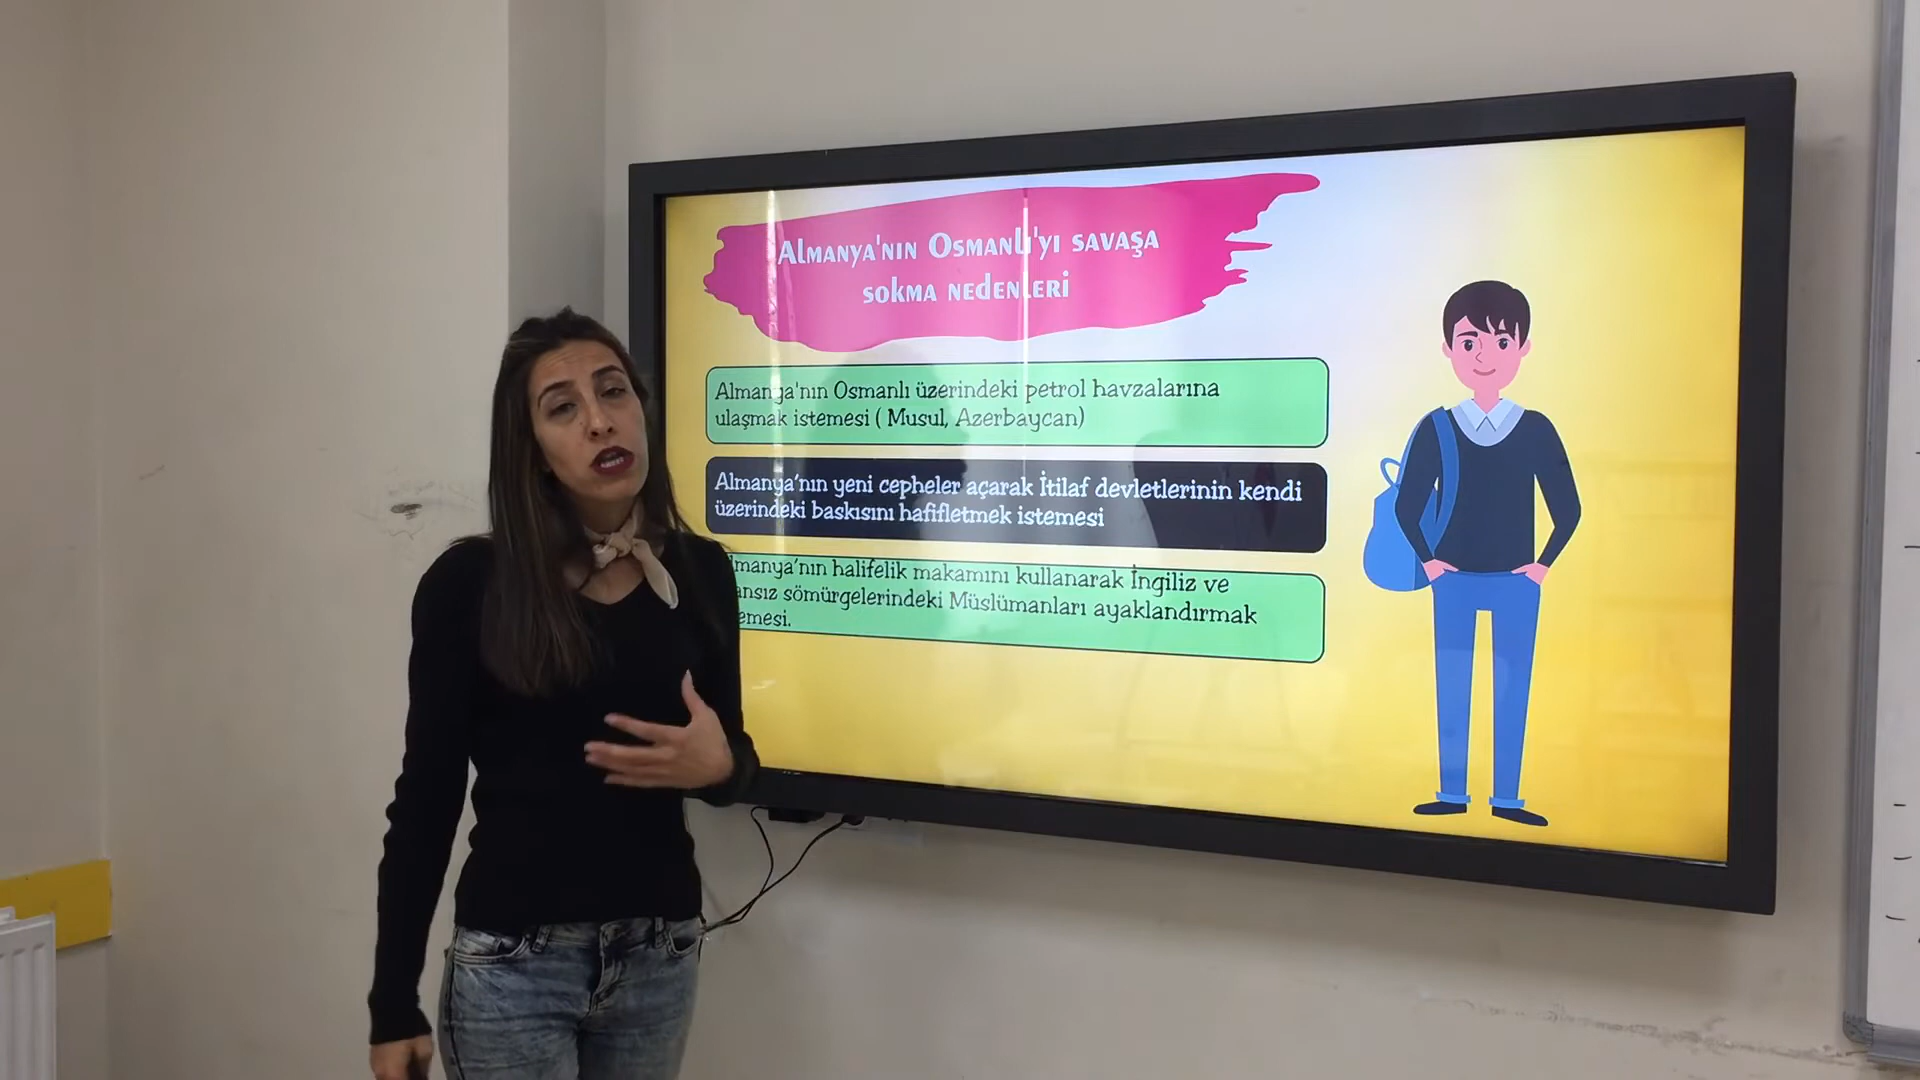 Almanya'nın Osmanlı'yı savaşa
sokma nedenleri
Almanya'nın Osmanlı üzerindeki petrol havzalarına
ulaşmak istemesi ( Musul, Azerbaycan)
Almanya'nın yeni cepheler açarak İtilaf devletlerinin kendi
üzerindeki baskısını hafifletmek istemesi
lmanya'nın halifelik makamını kullanarak İngiliz ve
ansız sömürgelerindeki Müslümanları ayaklandırmak
emesi.